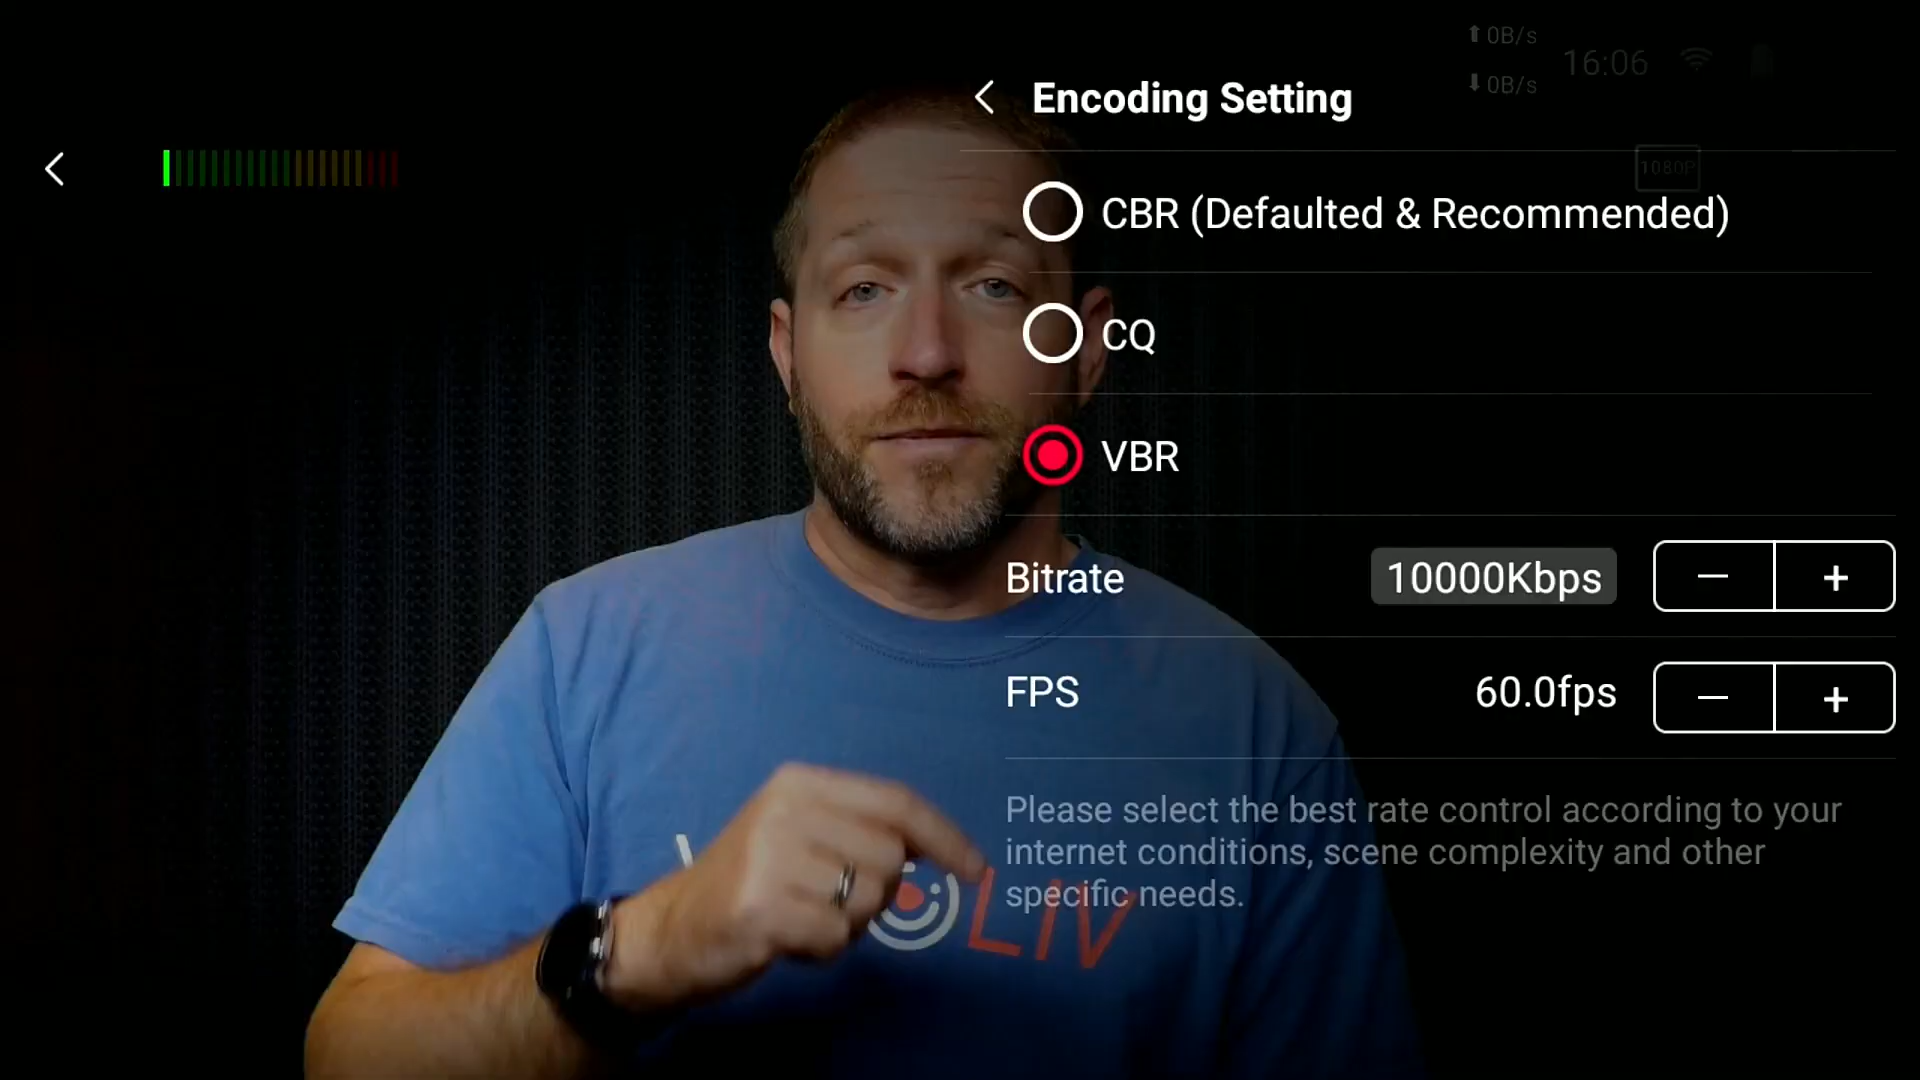 0B/s
16:06
0B/s
Encoding Setting
1080P
CBR (Defaulted & Recommended)
CQ
VBR
Bitrate
10000Kbps
FPS
60.0fps
Please select the best rate control according to your
internet conditions, scene complexity and other
specific needs.
LIV